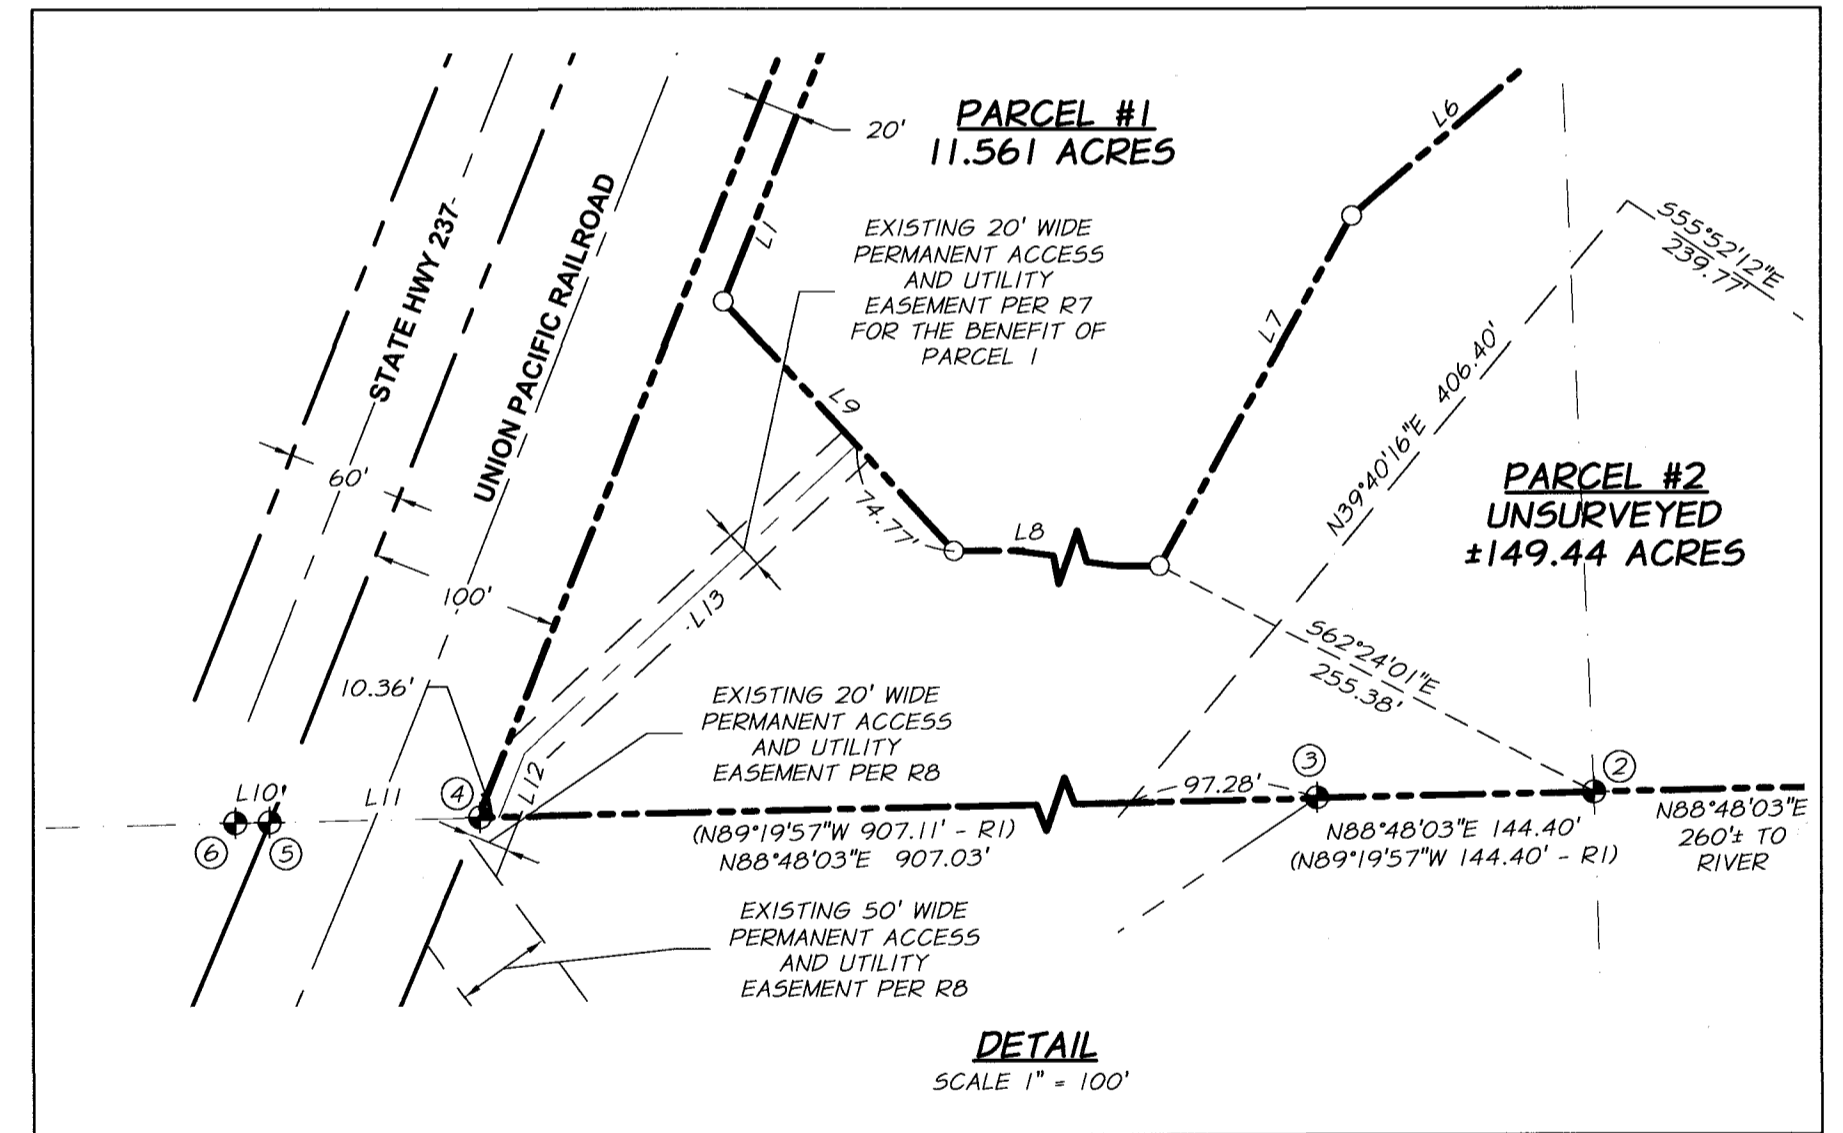 PARCEL #1
11.561 ACRES
20'
L1
L6
STATE HWY 237
UNION PACIFIC RAILROAD
EXISTING 20' WIDE
PERMANENT ACCESS
AND UTILITY
EASEMENT PER R7
FOR THE BENEFIT OF
PARCEL 1
S55°52'12"E
239.77'
L7
L9
N39°40'16"E 406.40'
60'
74.77'
L8
PARCEL #2
UNSURVEYED
±149.44 ACRES
100'
L13
S62°24'01"E
255.38'
10.36'
EXISTING 20' WIDE
PERMANENT ACCESS
AND UTILITY
EASEMENT PER R8
L12
L10
L11
4
3
2
97.28'
6
5
(N89°19'57"W 907.11' - R1)
N88°48'03"E 907.03'
N88°48'03"E 144.40'
(N89°19'57"W 144.40' - R1)
N88°48'03"E
260'± TO
RIVER
EXISTING 50' WIDE
PERMANENT ACCESS
AND UTILITY
EASEMENT PER R8
DETAIL
SCALE 1" = 100'